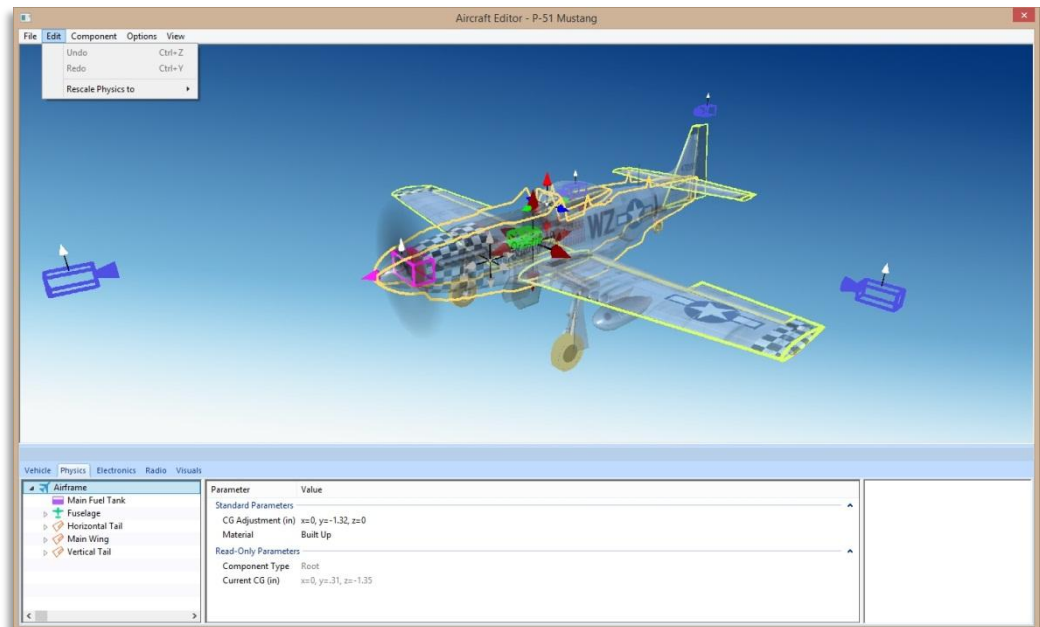 Aircraft Editor - P-51 Mustang
File Edit Component Options View
Undo Ctrl+Z
Redo Ctrl+Y
Rescale Physics to
WZ
Vehicle Physics Electronics Radio Visuals
Airframe
Main Fuel Tank
Fuselage
Horizontal Tail
Main Wing
Vertical Tail
Parameter Value
Standard Parameters
CG Adjustment (in) x=0, y=-1.32, z=0
Material Built Up
Read-Only Parameters
Component Type Root
Current CG (in) x=0, y=.31, z=-1.35